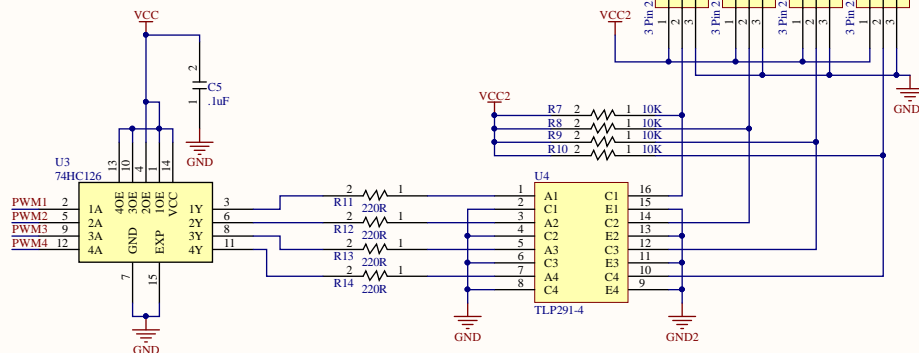 VCC
VCC2
3 Pin 2
1 2 3
3 Pin 2
1 2 3
3 Pin 2
1 2 3
3 Pin 2
1 2 3
GND
2
C5
.1uF
1
GND
VCC2
R7 2 1 10K
R8 2 1 10K
R9 2 1 10K
R10 2 1 10K
U3
74HC126
13 10 4 1 14
4OE 3OE 2OE 1OE VCC
PWM1 2 1A 1Y 3
PWM2 5 2A 2Y 6
PWM3 9 3A 3Y 8
PWM4 12 4A 4Y 11
GND EXP
7 15
GND
2 1
R11 220R
2 1
R12 220R
2 1
R13 220R
2 1
R14 220R
U4
1 A1 C1 16
2 C1 E1 15
3 A2 C2 14
4 C2 E2 13
5 A3 C3 12
6 C3 E3 11
7 A4 C4 10
8 C4 E4 9
TLP291-4
GND
GND2